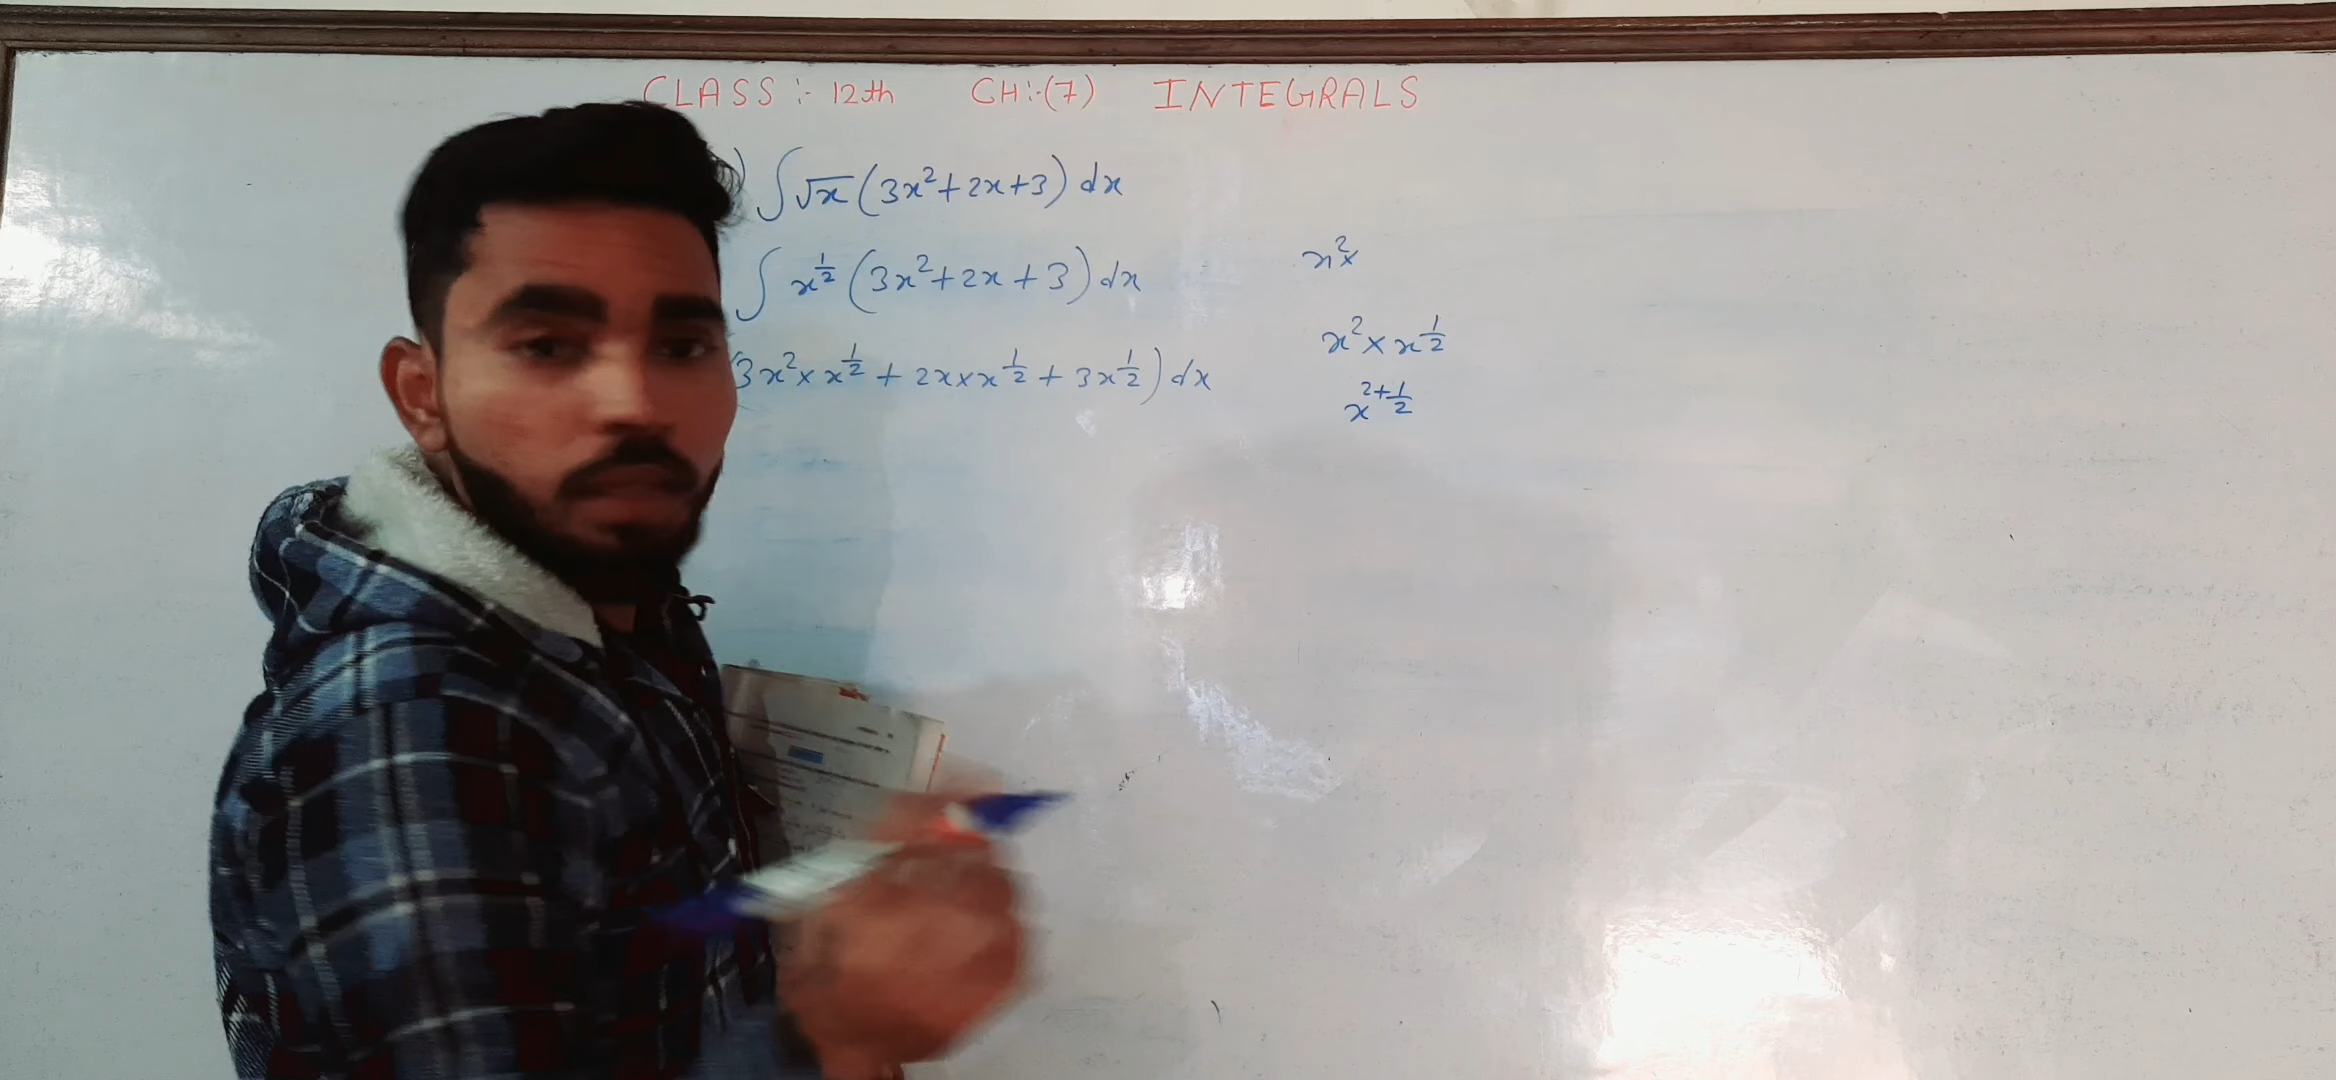 CLASS :- 12th CH:-(7) INTEGRALS
) ∫√x (3x²+2x+3) dx
∫ x^½ (3x²+2x+3) dx
(3x²× x^½ + 2x×x^½ + 3x^½) dx
x²×
x²× x^½
x^2+½